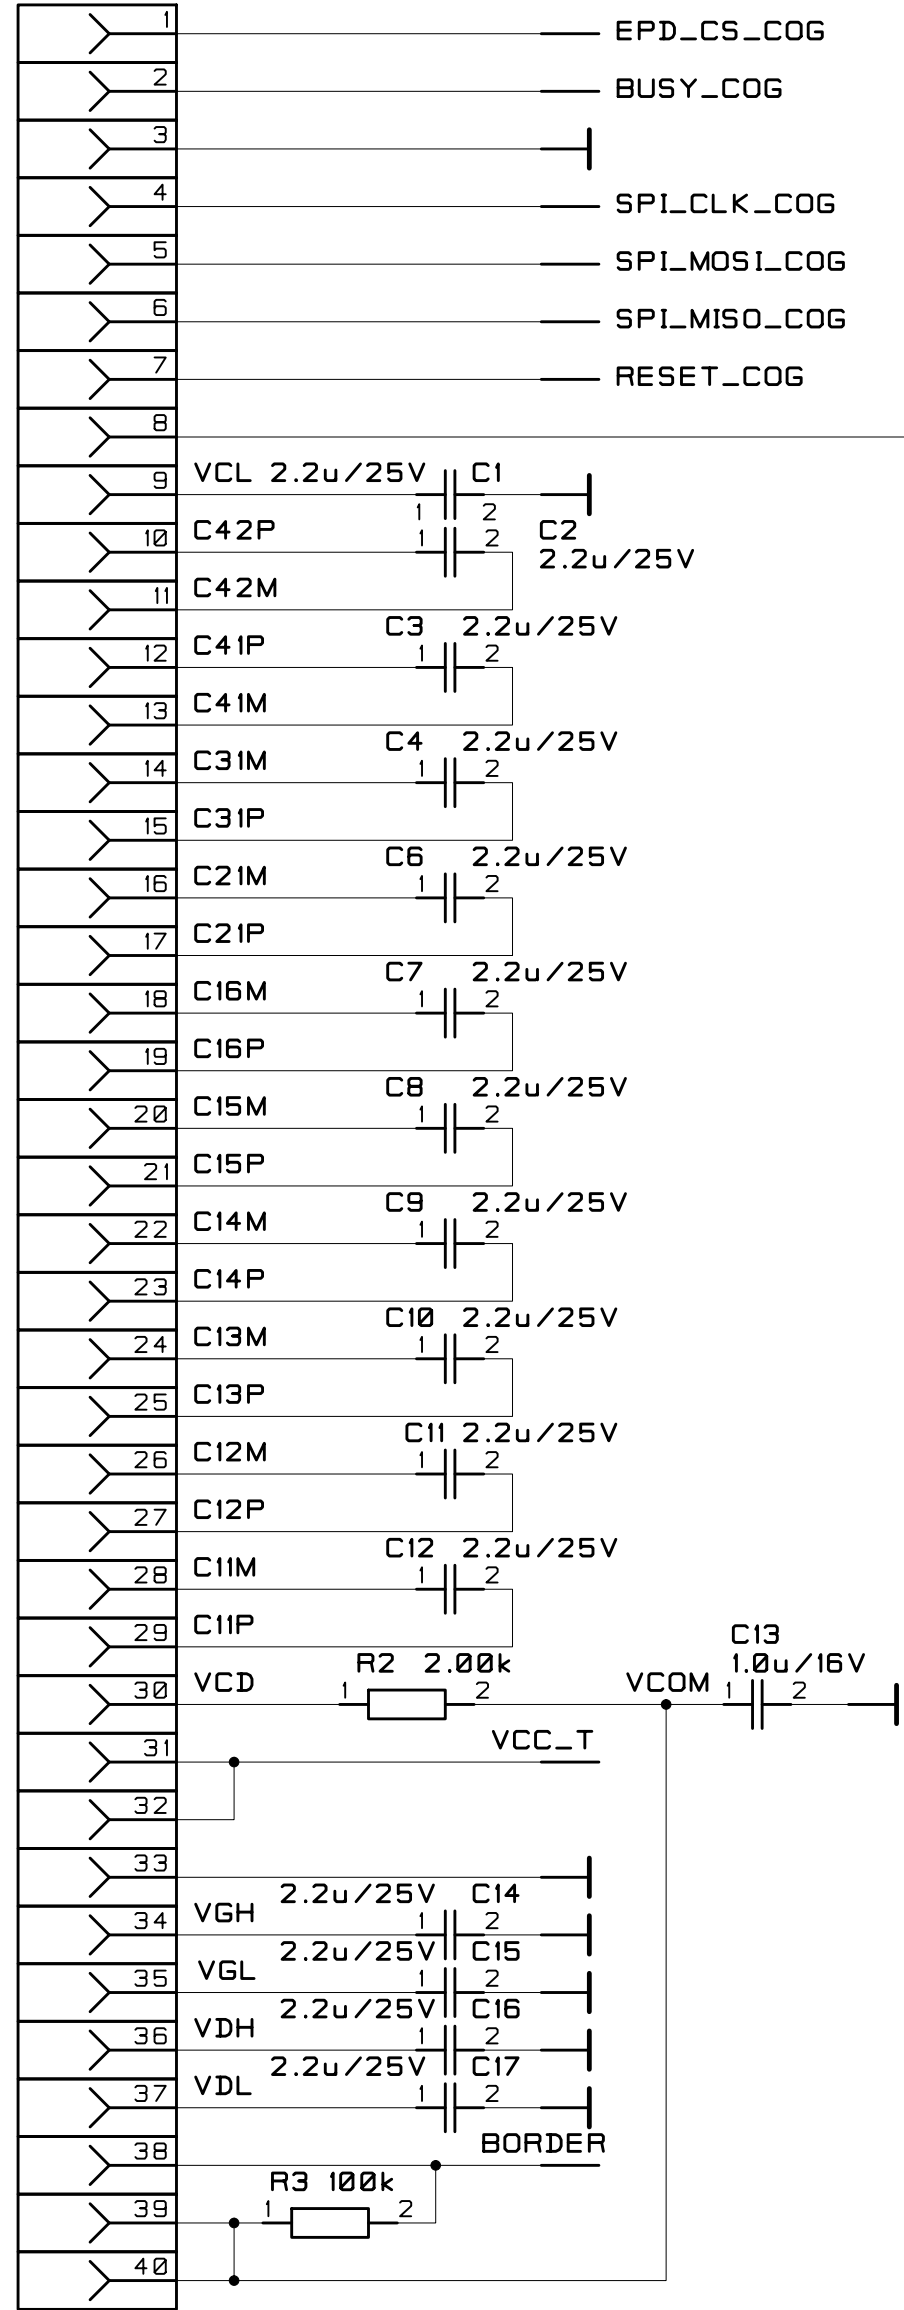 1 EPD_CS_COG
2 BUSY_COG
3
4 SPI_CLK_COG
5 SPI_MOSI_COG
6 SPI_MISO_COG
7 RESET_COG
8
9 VCL 2.2u/25V C1
1 2
10 C42P 1 2 C2
2.2u/25V
11 C42M
C3 2.2u/25V
12 C41P 1 2
13 C41M
C4 2.2u/25V
14 C31M 1 2
15 C31P
C6 2.2u/25V
16 C21M 1 2
17 C21P
C7 2.2u/25V
18 C16M 1 2
19 C16P
C8 2.2u/25V
20 C15M 1 2
21 C15P
C9 2.2u/25V
22 C14M 1 2
23 C14P
C10 2.2u/25V
24 C13M 1 2
25 C13P
C11 2.2u/25V
26 C12M 1 2
27 C12P
C12 2.2u/25V
28 C11M 1 2
29 C11P
C13
R2 2.00k 1.0u/16V
30 VCD 1 2 VCOM 1 2
31 VCC_T
32
33
2.2u/25V C14
34 VGH 1 2
2.2u/25V C15
35 VGL 1 2
2.2u/25V C16
36 VDH 1 2
2.2u/25V C17
37 VDL 1 2
38 BORDER
R3 100k
39 1 2
40